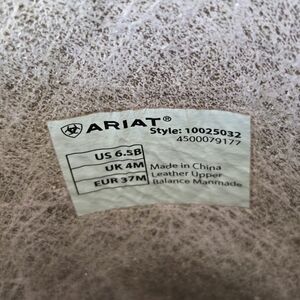 ARIAT®
Style: 10025032
4500079177
US 6.5B
UK 4M Made in China
EUR 37M Leather Upper
Balance Manmade